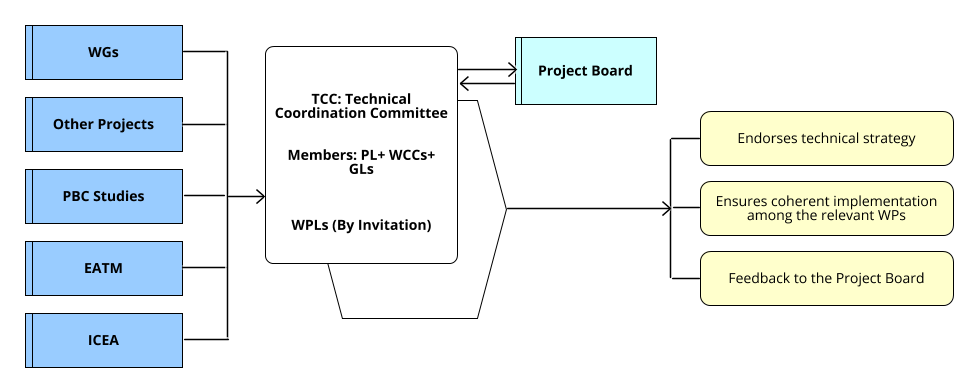 WGs
Other Projects
PBC Studies
EATM
ICEA
TCC: Technical
Coordination Committee
Members: PL+ WCCs+
GLs
WPLs (By Invitation)
Project Board
Endorses technical strategy
Ensures coherent implementation
among the relevant WPs
Feedback to the Project Board